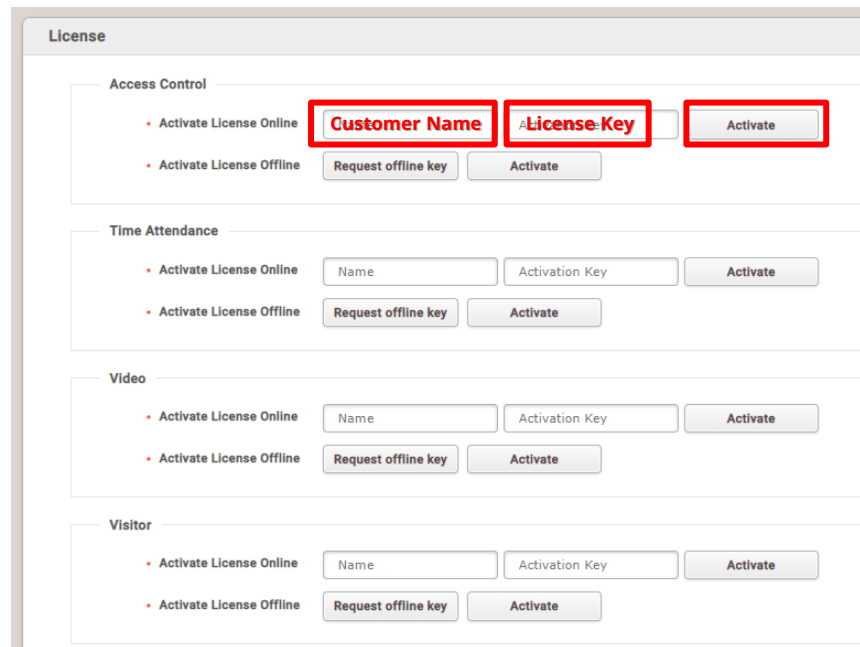 License
Access Control
• Activate License Online Customer Name License Key Activate
• Activate License Offline Request offline key Activate
Time Attendance
• Activate License Online Name Activation Key Activate
• Activate License Offline Request offline key Activate
Video
• Activate License Online Name Activation Key Activate
• Activate License Offline Request offline key Activate
Visitor
• Activate License Online Name Activation Key Activate
• Activate License Offline Request offline key Activate